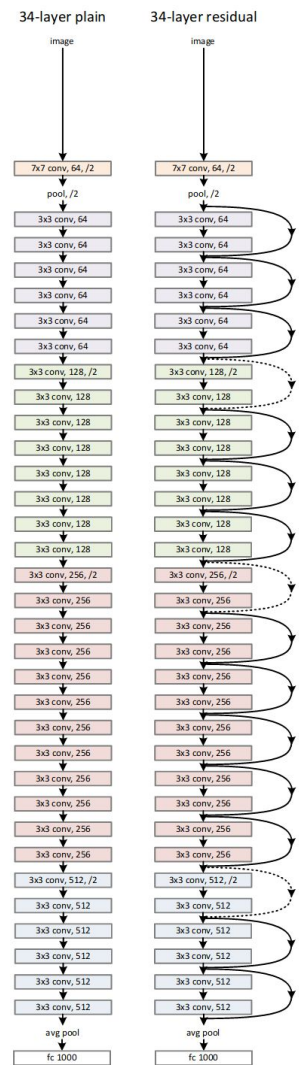 34-layer plain
image
7x7 conv, 64, /2
pool, /2
3x3 conv, 64
3x3 conv, 64
3x3 conv, 64
3x3 conv, 64
3x3 conv, 64
3x3 conv, 64
3x3 conv, 128, /2
3x3 conv, 128
3x3 conv, 128
3x3 conv, 128
3x3 conv, 128
3x3 conv, 128
3x3 conv, 128
3x3 conv, 128
3x3 conv, 256, /2
3x3 conv, 256
3x3 conv, 256
3x3 conv, 256
3x3 conv, 256
3x3 conv, 256
3x3 conv, 256
3x3 conv, 256
3x3 conv, 256
3x3 conv, 256
3x3 conv, 256
3x3 conv, 256
3x3 conv, 512, /2
3x3 conv, 512
3x3 conv, 512
3x3 conv, 512
3x3 conv, 512
3x3 conv, 512
avg pool
fc 1000
34-layer residual
image
7x7 conv, 64, /2
pool, /2
3x3 conv, 64
3x3 conv, 64
3x3 conv, 64
3x3 conv, 64
3x3 conv, 64
3x3 conv, 64
3x3 conv, 128, /2
3x3 conv, 128
3x3 conv, 128
3x3 conv, 128
3x3 conv, 128
3x3 conv, 128
3x3 conv, 128
3x3 conv, 128
3x3 conv, 256, /2
3x3 conv, 256
3x3 conv, 256
3x3 conv, 256
3x3 conv, 256
3x3 conv, 256
3x3 conv, 256
3x3 conv, 256
3x3 conv, 256
3x3 conv, 256
3x3 conv, 256
3x3 conv, 256
3x3 conv, 512, /2
3x3 conv, 512
3x3 conv, 512
3x3 conv, 512
3x3 conv, 512
3x3 conv, 512
avg pool
fc 1000